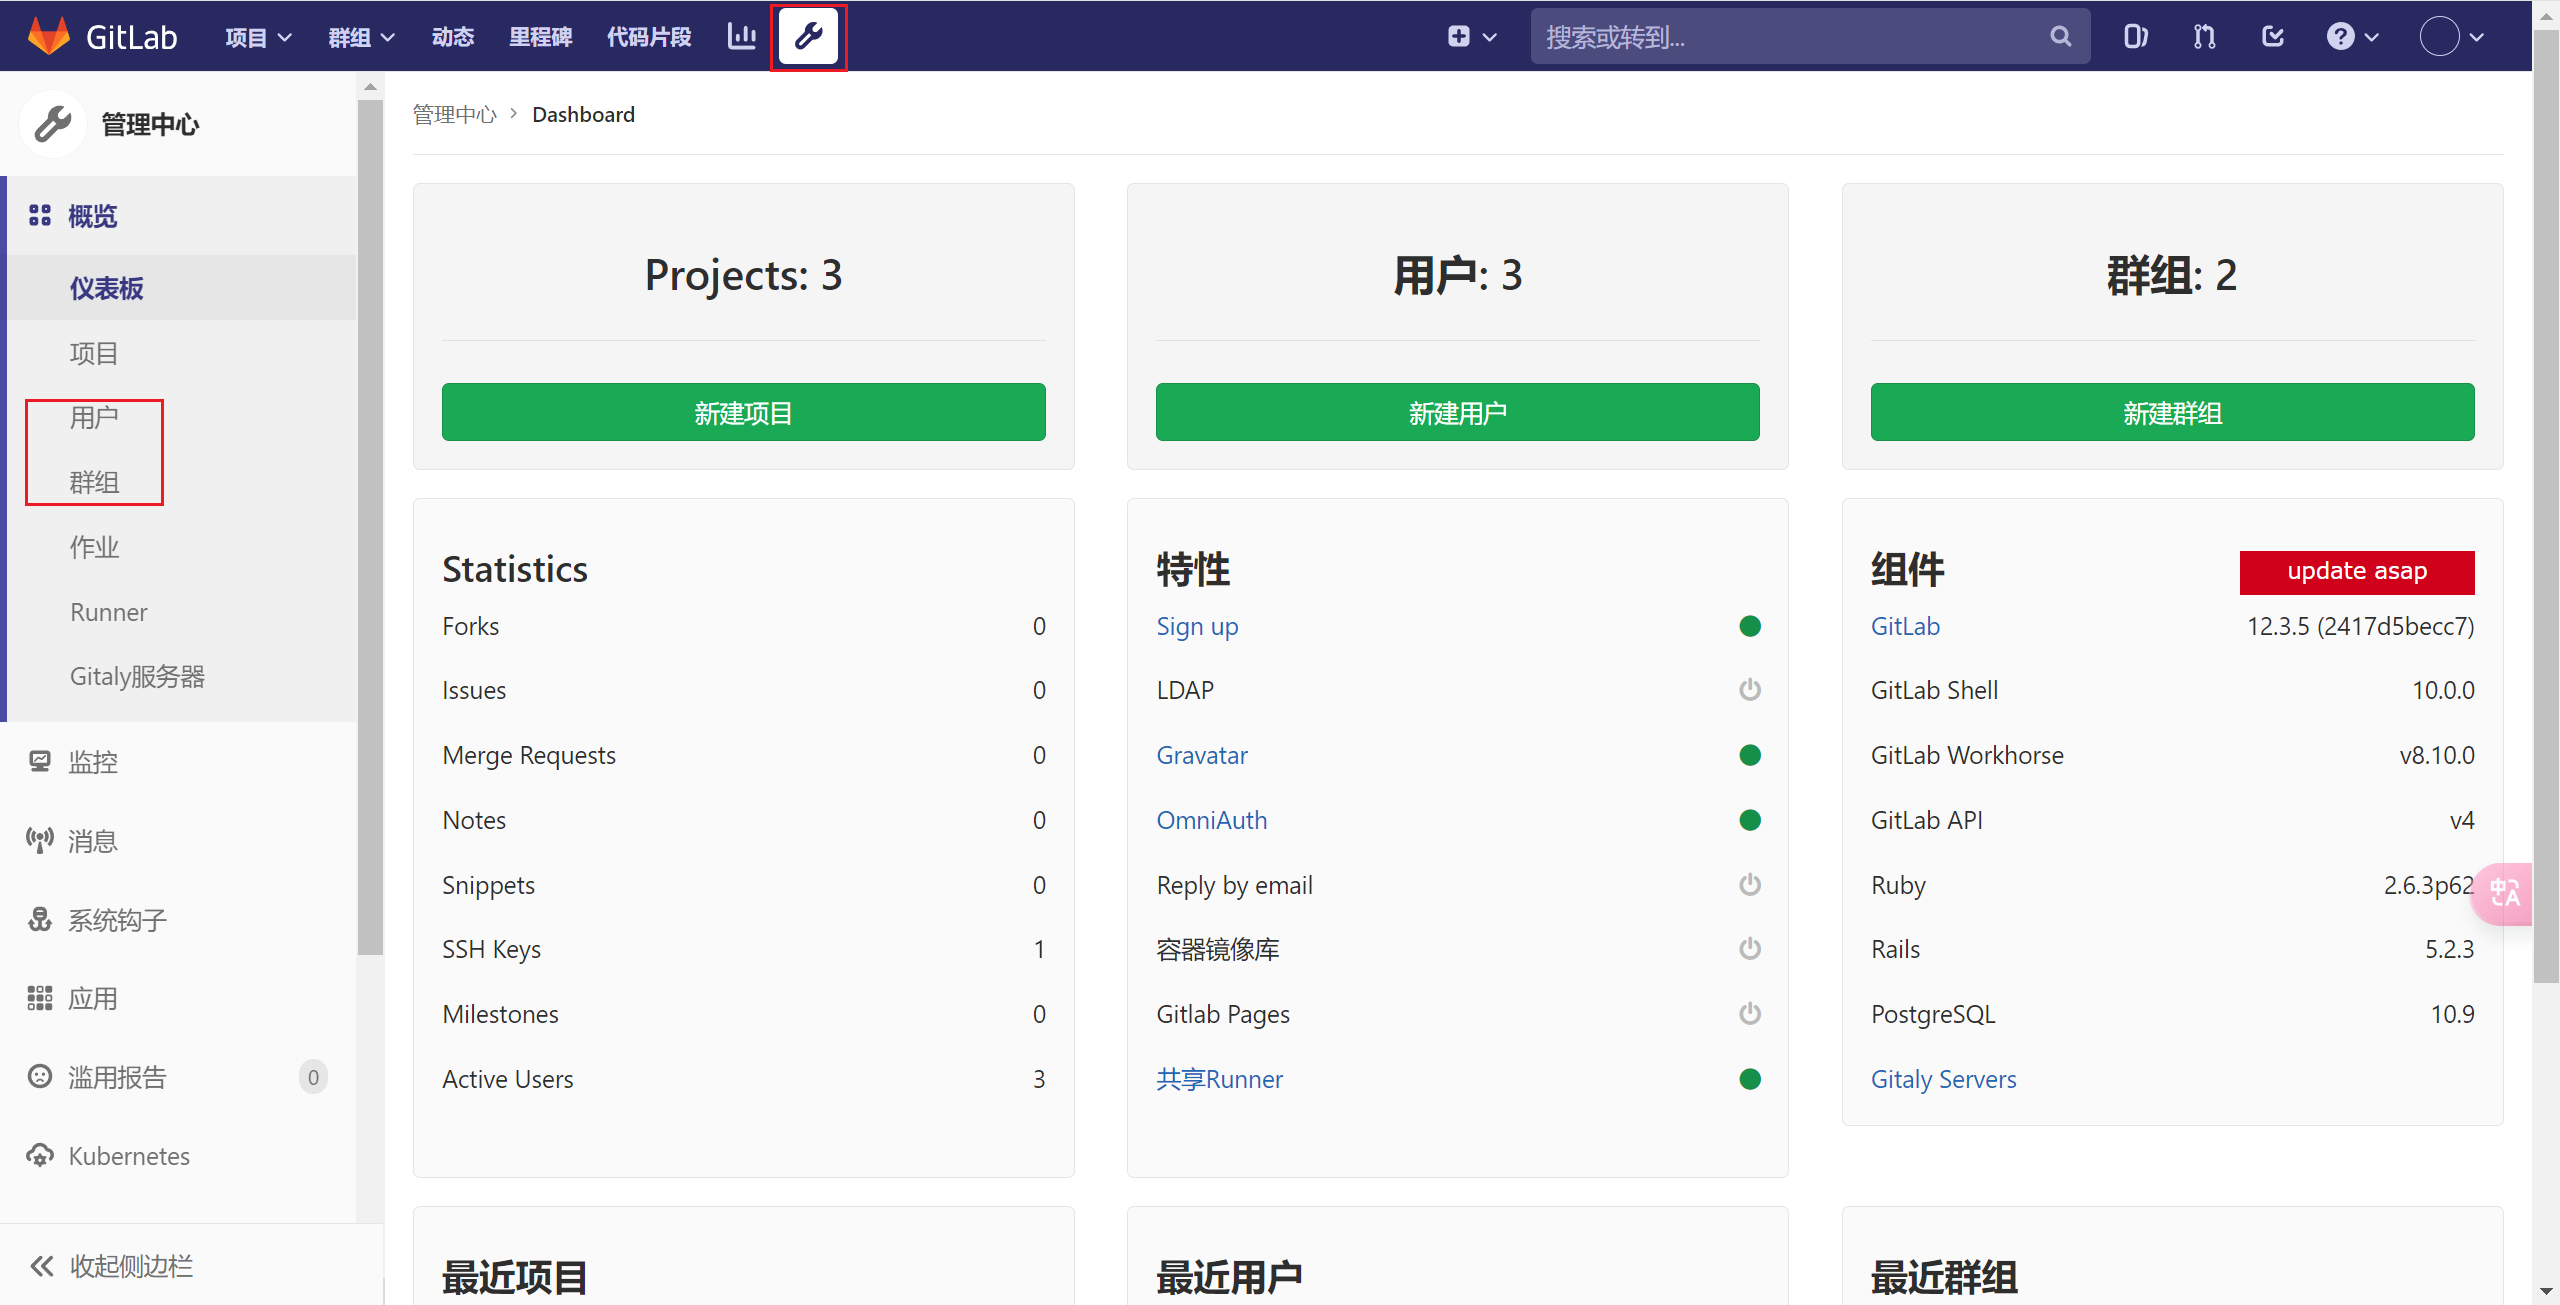 GitLab 项目 群组 动态 里程碑 代码片段 搜索或转到...
管理中心
概览
仪表板
项目
用户
群组
作业
Runner
Gitaly服务器
监控
消息
系统钩子
应用
滥用报告 0
Kubernetes
收起侧边栏
管理中心 > Dashboard
Projects: 3
新建项目
用户: 3
新建用户
群组: 2
新建群组
Statistics
Forks 0
Issues 0
Merge Requests 0
Notes 0
Snippets 0
SSH Keys 1
Milestones 0
Active Users 3
特性
Sign up
LDAP
Gravatar
OmniAuth
Reply by email
容器镜像库
Gitlab Pages
共享Runner
组件 update asap
GitLab 12.3.5 (2417d5becc7)
GitLab Shell 10.0.0
GitLab Workhorse v8.10.0
GitLab API v4
Ruby 2.6.3p62
Rails 5.2.3
PostgreSQL 10.9
Gitaly Servers
最近项目
最近用户
最近群组